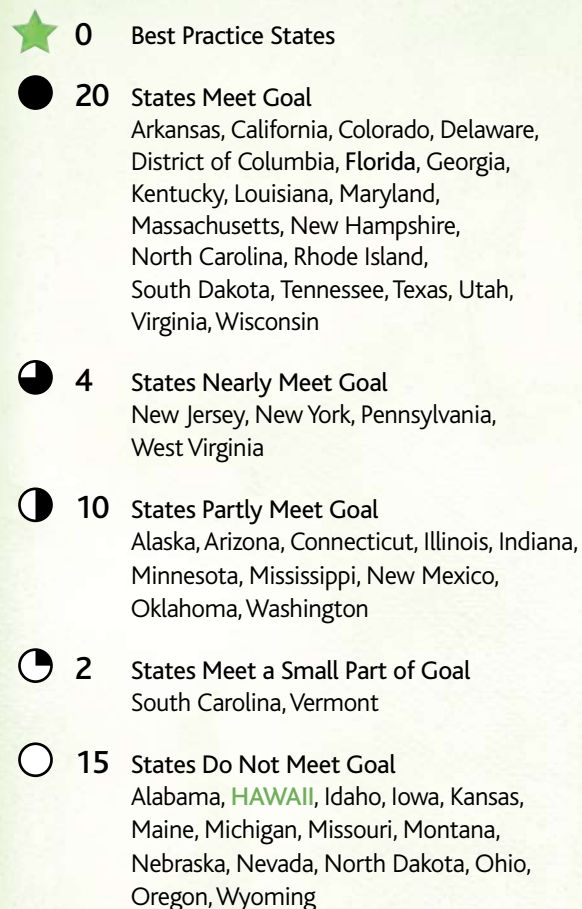 0 Best Practice States
20 States Meet Goal
Arkansas, California, Colorado, Delaware,
District of Columbia, Florida, Georgia,
Kentucky, Louisiana, Maryland,
Massachusetts, New Hampshire,
North Carolina, Rhode Island,
South Dakota, Tennessee, Texas, Utah,
Virginia, Wisconsin
4 States Nearly Meet Goal
New Jersey, New York, Pennsylvania,
West Virginia
10 States Partly Meet Goal
Alaska, Arizona, Connecticut, Illinois, Indiana,
Minnesota, Mississippi, New Mexico,
Oklahoma, Washington
2 States Meet a Small Part of Goal
South Carolina, Vermont
15 States Do Not Meet Goal
Alabama, HAWAII, Idaho, Iowa, Kansas,
Maine, Michigan, Missouri, Montana,
Nebraska, Nevada, North Dakota, Ohio,
Oregon, Wyoming